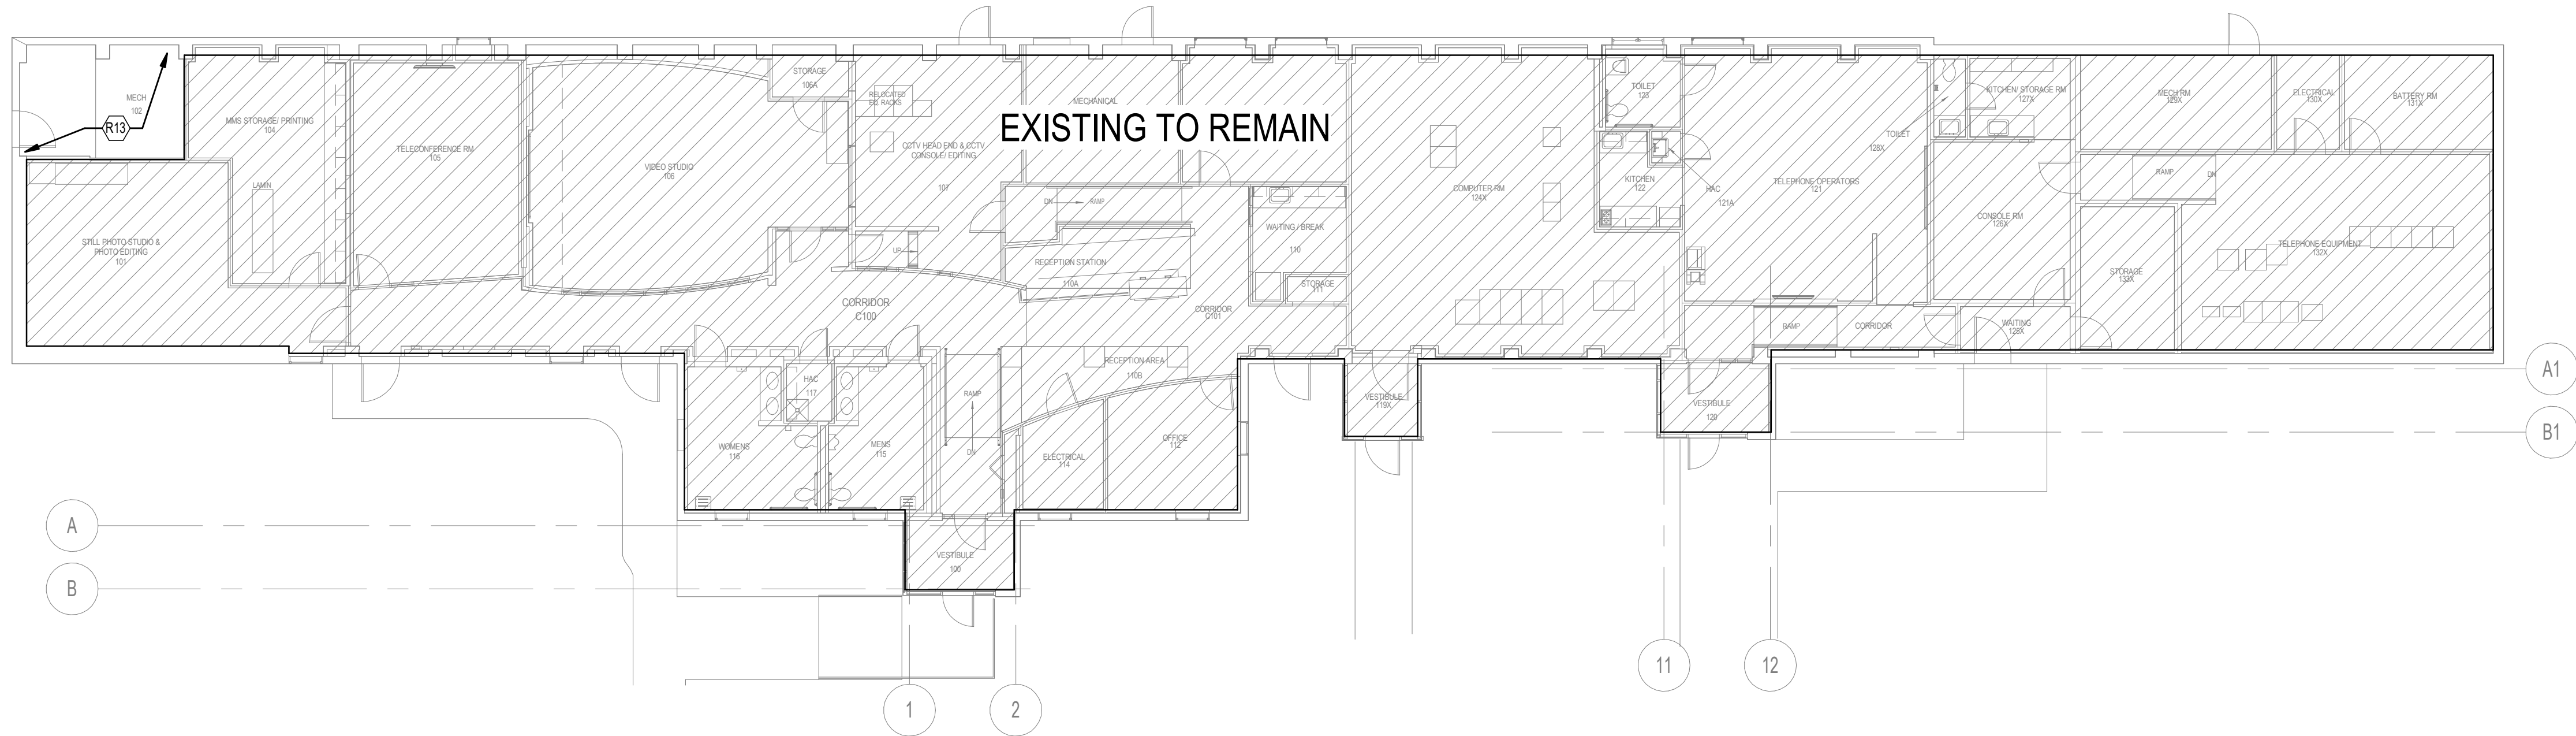 MECH
102
R13
MMS STORAGE/ PRINTING
104
LAMIN
STILL PHOTO STUDIO &
PHOTO EDITING
101
TELECONFERENCE RM
105
VIDEO STUDIO
106
STORAGE
106A
RELOCATED
EQ. RACKS
CCTV HEAD END & CCTV
CONSOLE/ EDITING
107
UP
MECHANICAL
EXISTING TO REMAIN
DN
RAMP
RECEPTION STATION
110A
CORRIDOR
C100
CORRIDOR
C101
WAITING / BREAK
110
STORAGE
111
RECEPTION AREA
110B
HAC
117
WOMENS
116
MENS
115
RAMP
DN
ELECTRICAL
114
OFFICE
112
VESTIBULE
100
COMPUTER RM
124X
TOILET
123
KITCHEN
122
HAC
121A
TELEPHONE OPERATORS
121
VESTIBULE
119X
VESTIBULE
120
RAMP
CORRIDOR
TOILET
128X
KITCHEN/ STORAGE RM
127X
CONSOLE RM
126X
WAITING
125X
MECH RM
129X
ELECTRICAL
130X
BATTERY RM
131X
RAMP
DN
STORAGE
133X
TELEPHONE EQUIPMENT
132X
A1
B1
A
B
1
2
11
12